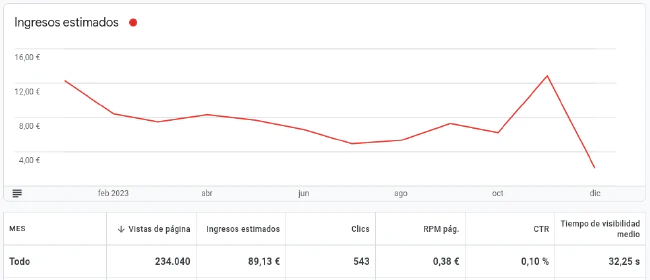 Ingresos estimados
16,00 €
12,00 €
8,00 €
4,00 €
feb 2023 abr jun ago oct dic
MES Vistas de página Ingresos estimados Clics RPM pág. CTR Tiempo de visibilidad
medio
Todo 234.040 89,13 € 543 0,38 € 0,10 % 32,25 s